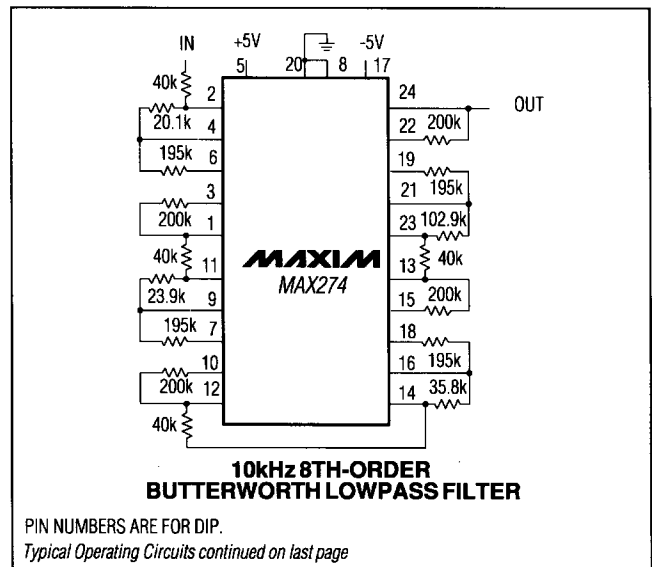 IN +5V -5V
5 20 8 17
40k
2 24
OUT
20.1k
4 22 200k
195k
6 19
195k
3 21
200k
1 23 102.9k
40k
MAXIM
MAX274
40k
11 13
23.9k
9 15 200k
195k
7 18
195k
10 16
200k
12 14 35.8k
40k
10kHz 8TH-ORDER
BUTTERWORTH LOWPASS FILTER
PIN NUMBERS ARE FOR DIP.
Typical Operating Circuits continued on last page